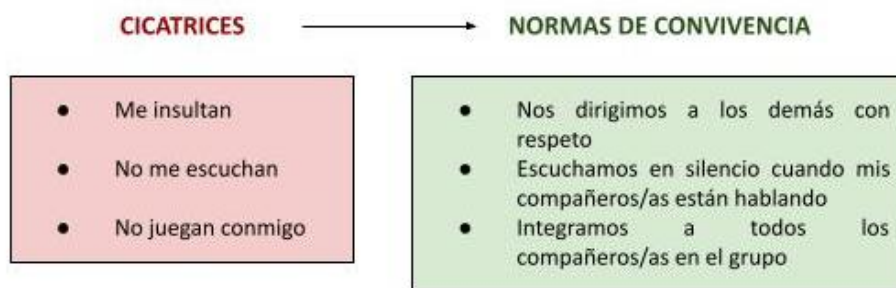 CICATRICES
NORMAS DE CONVIVENCIA
● Me insultan
● No me escuchan
● No juegan conmigo
● Nos dirigimos a los demás con
respeto
● Escuchamos en silencio cuando mis
compañeros/as están hablando
● Integramos a todos los
compañeros/as en el grupo